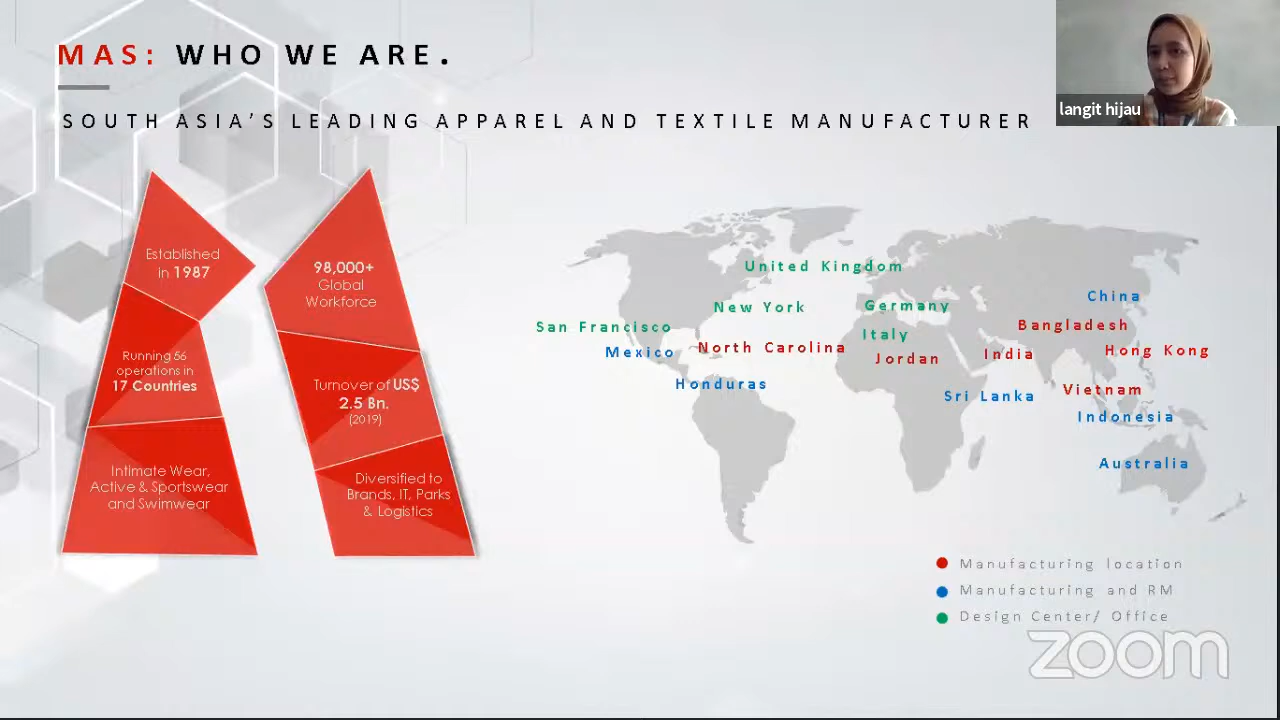 MAS: WHO WE ARE.
langit hijau
SOUTH ASIA'S LEADING APPAREL AND TEXTILE MANUFACTURER
Established
in 1987
Running 56
operations in
17 Countries
Intimate Wear,
Active & Sportswear
and Swimwear
98,000+
Global
Workforce
Turnover of US$
2.5 Bn.
(2019)
Diversified to
Brands, IT, Parks
& Logistics
United Kingdom
New York
Germany
China
San Francisco
Italy
Bangladesh
Mexico
North Carolina
Jordan
India
Hong Kong
Honduras
Sri Lanka
Vietnam
Indonesia
Australia
Manufacturing location
Manufacturing and RM
Design Center/ Office
zoom